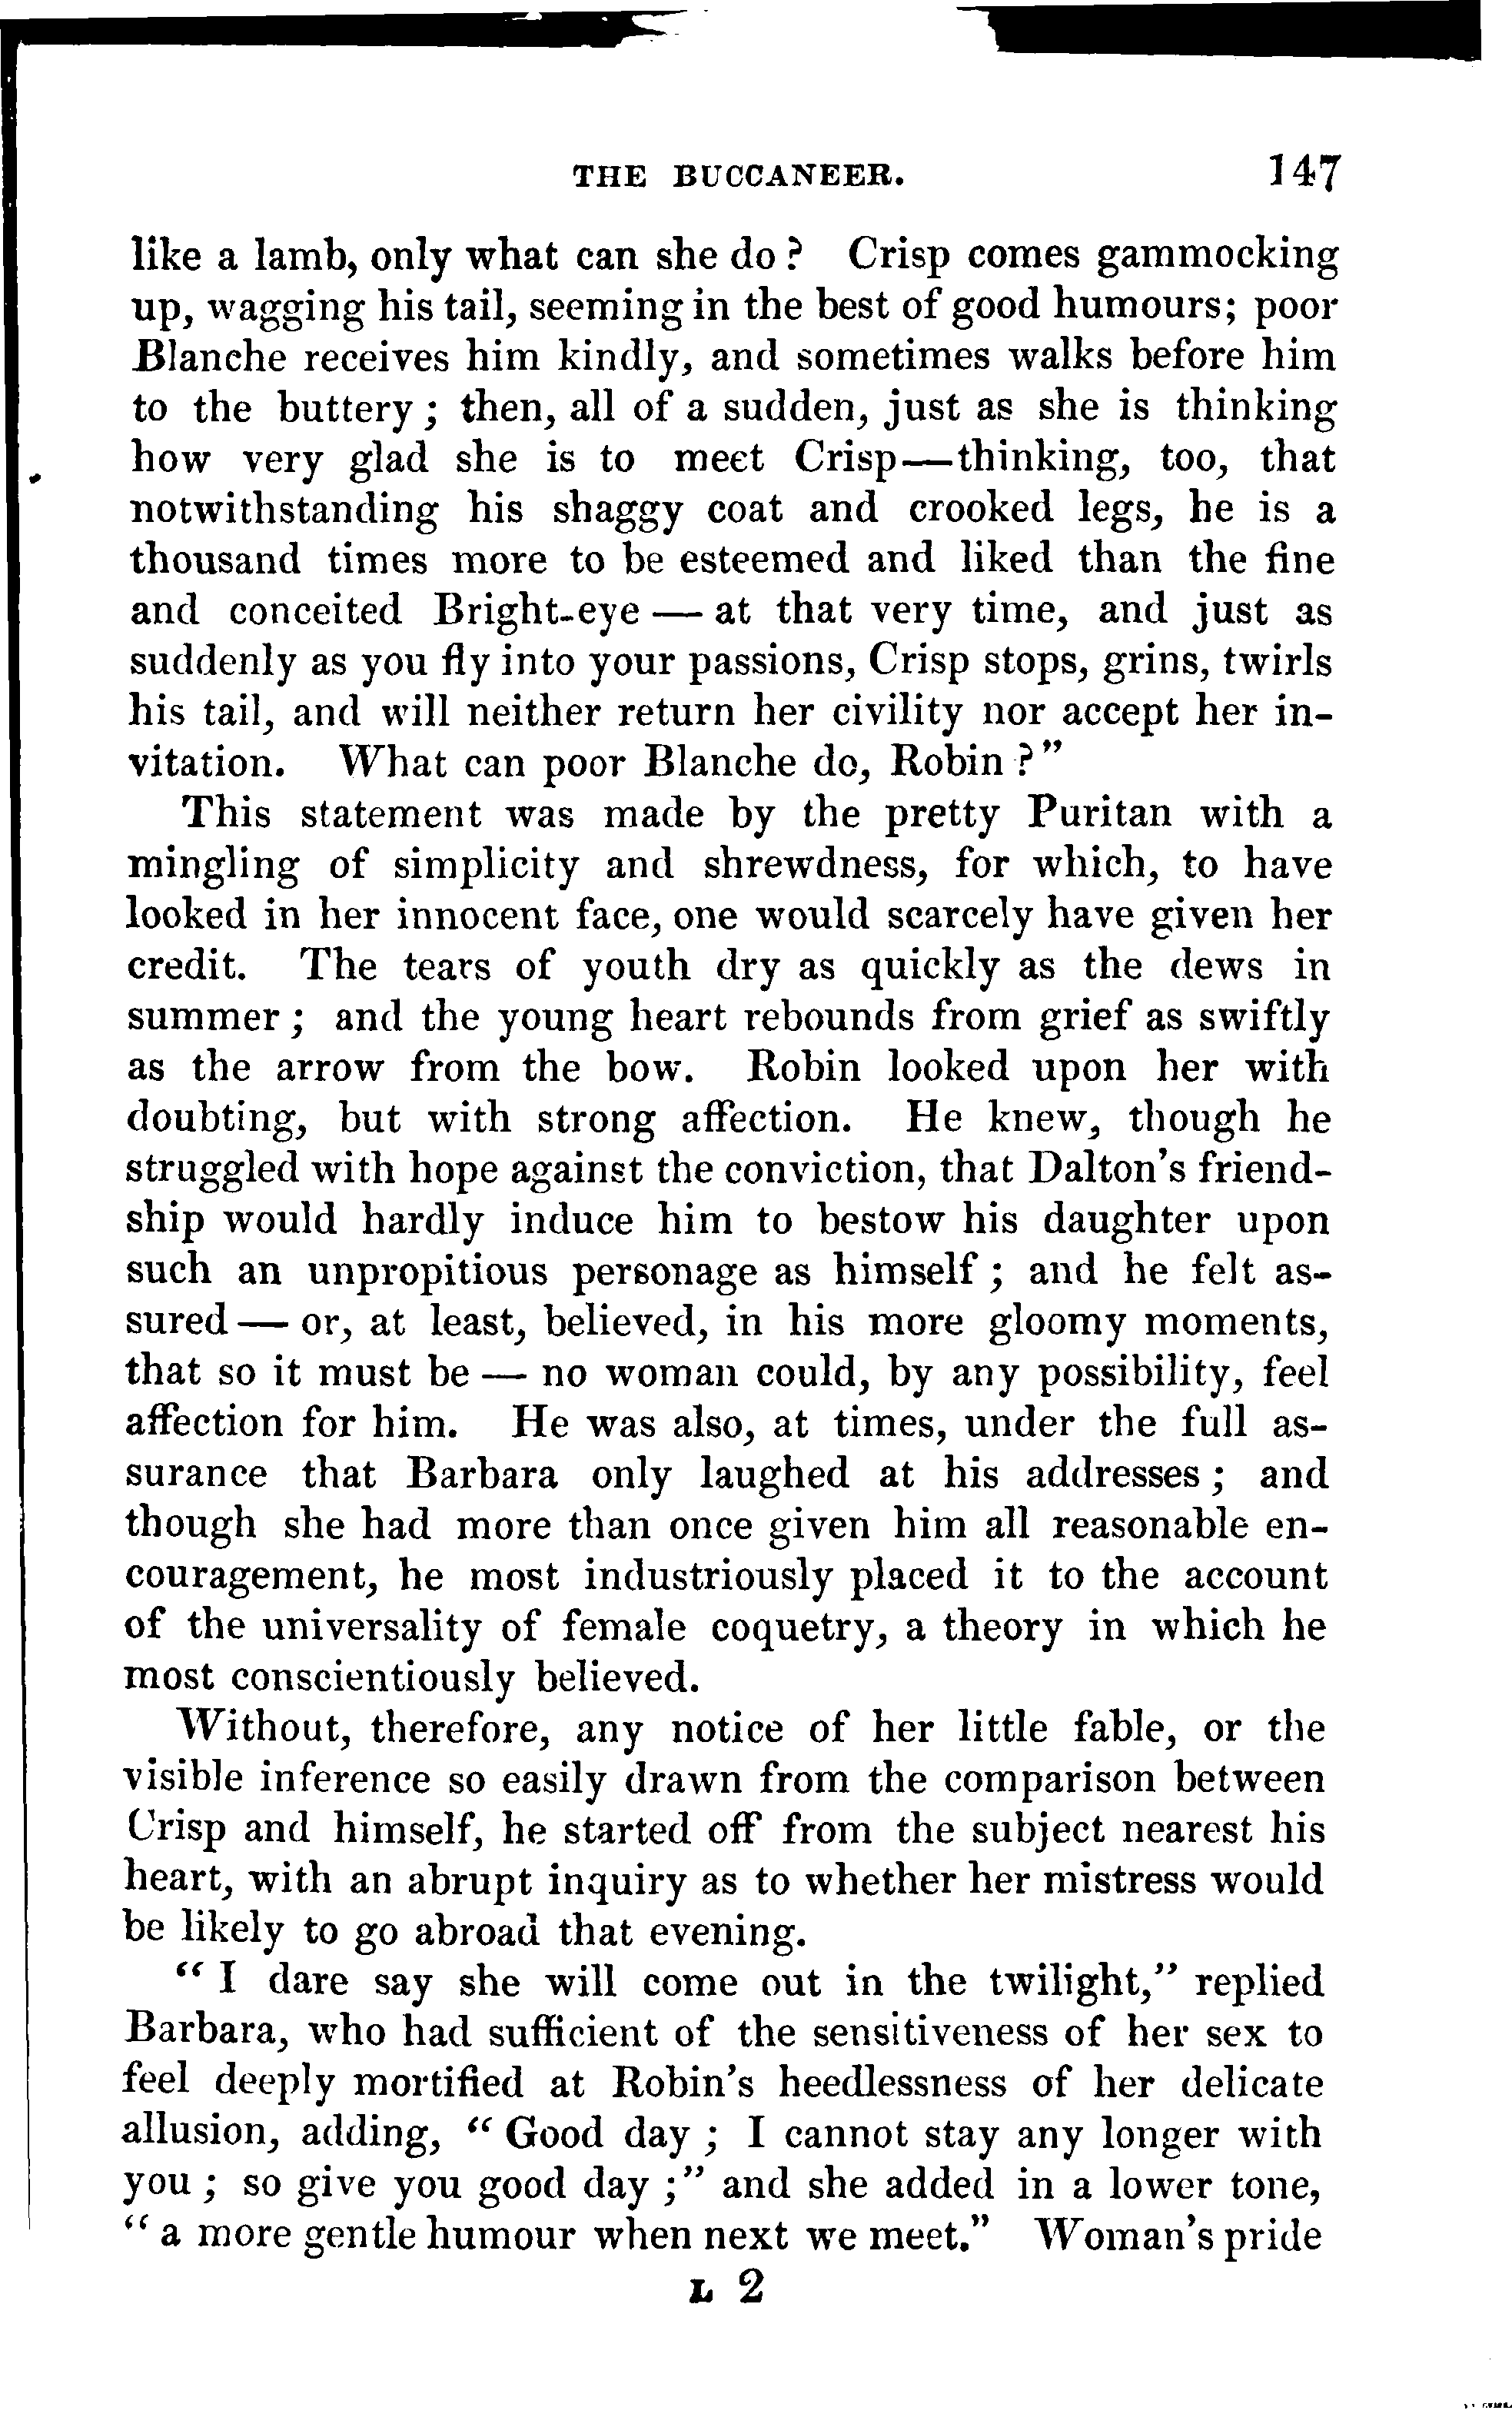 THE BUCCANEER. 147
like a lamb, only what can she do? Crisp comes gammocking
up, wagging his tail, seeming in the best of good humours; poor
Blanche receives him kindly, and sometimes walks before him
to the buttery; then, all of a sudden, just as she is thinking
how very glad she is to meet Crisp—thinking, too, that
notwithstanding his shaggy coat and crooked legs, he is a
thousand times more to be esteemed and liked than the fine
and conceited Bright-eye — at that very time, and just as
suddenly as you fly into your passions, Crisp stops, grins, twirls
his tail, and will neither return her civility nor accept her in-
vitation. What can poor Blanche do, Robin?"
This statement was made by the pretty Puritan with a
mingling of simplicity and shrewdness, for which, to have
looked in her innocent face, one would scarcely have given her
credit. The tears of youth dry as quickly as the dews in
summer; and the young heart rebounds from grief as swiftly
as the arrow from the bow. Robin looked upon her with
doubting, but with strong affection. He knew, though he
struggled with hope against the conviction, that Dalton's friend-
ship would hardly induce him to bestow his daughter upon
such an unpropitious personage as himself; and he felt as-
sured — or, at least, believed, in his more gloomy moments,
that so it must be — no woman could, by any possibility, feel
affection for him. He was also, at times, under the full as-
surance that Barbara only laughed at his addresses; and
though she had more than once given him all reasonable en-
couragement, he most industriously placed it to the account
of the universality of female coquetry, a theory in which he
most conscientiously believed.
Without, therefore, any notice of her little fable, or the
visible inference so easily drawn from the comparison between
Crisp and himself, he started off from the subject nearest his
heart, with an abrupt inquiry as to whether her mistress would
be likely to go abroad that evening.
"I dare say she will come out in the twilight," replied
Barbara, who had sufficient of the sensitiveness of her sex to
feel deeply mortified at Robin's heedlessness of her delicate
allusion, adding, "Good day; I cannot stay any longer with
you; so give you good day;" and she added in a lower tone,
"a more gentle humour when next we meet." Woman's pride
L 2